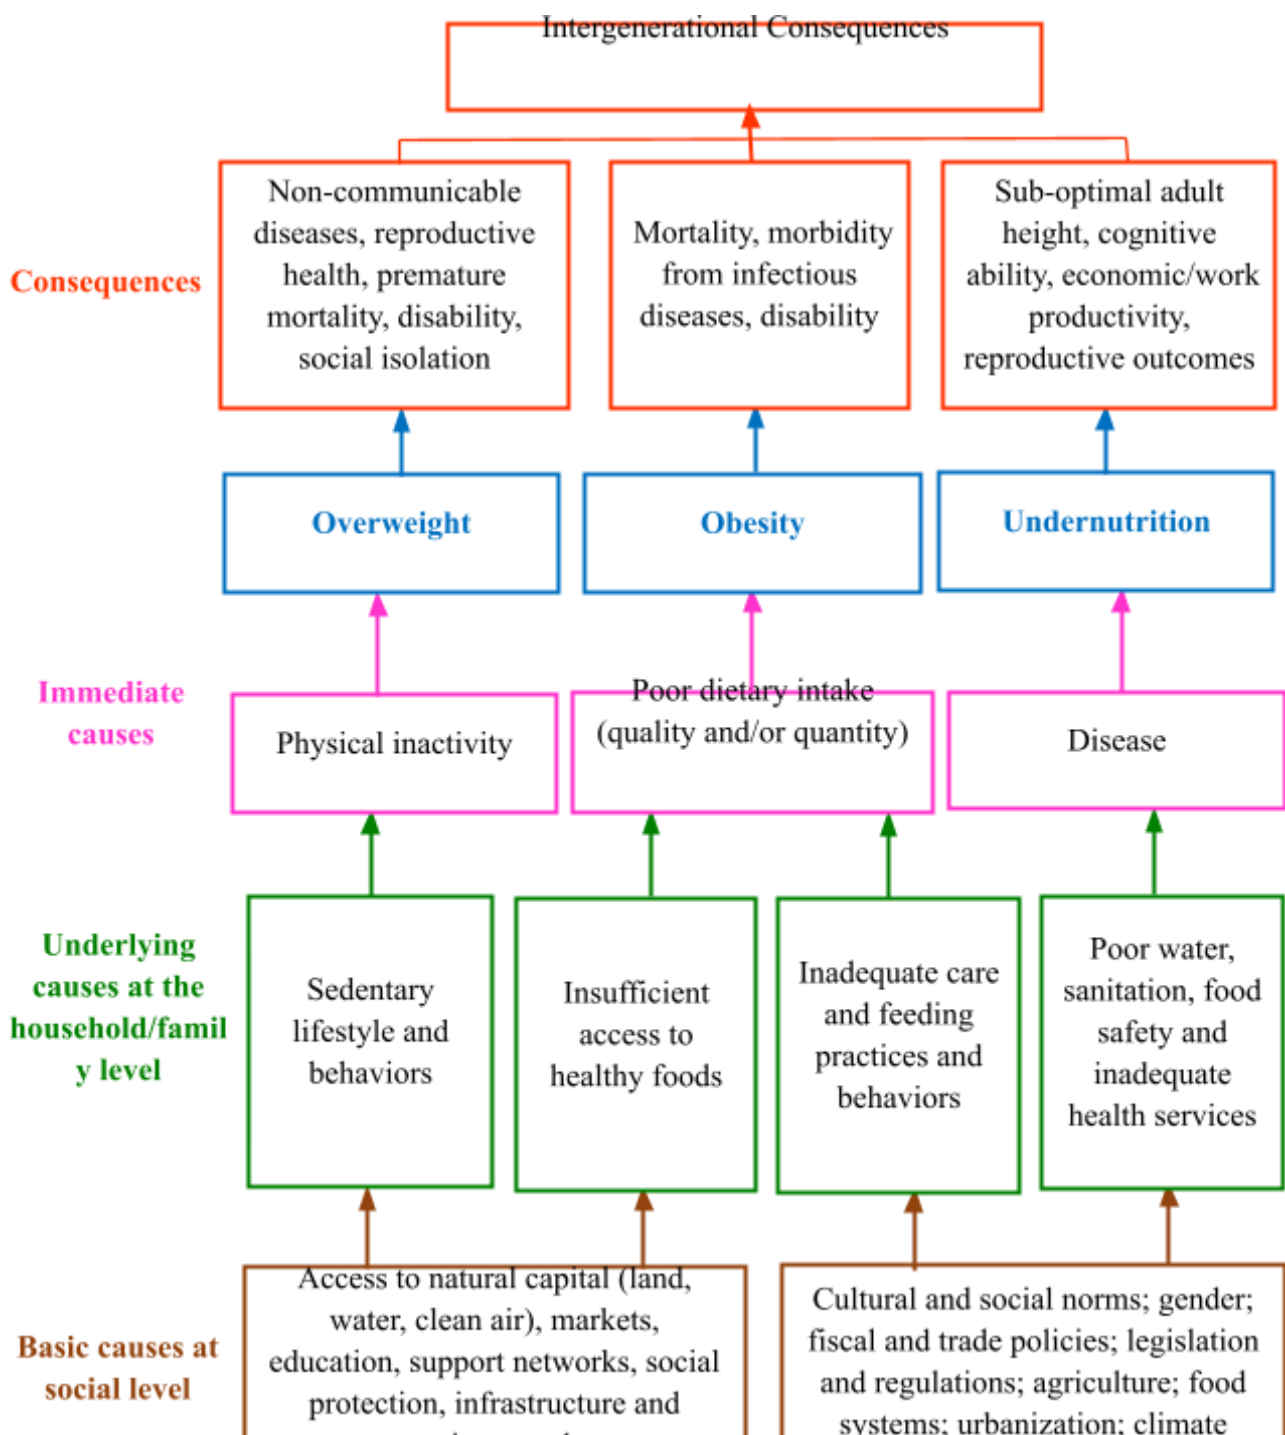 Intergenerational Consequences
Consequences
Non-communicable
diseases, reproductive
health, premature
mortality, disability,
social isolation
Mortality, morbidity
from infectious
diseases, disability
Sub-optimal adult
height, cognitive
ability, economic/work
productivity,
reproductive outcomes
Overweight
Obesity
Undernutrition
Immediate
causes
Physical inactivity
Poor dietary intake
(quality and/or quantity)
Disease
Underlying
causes at the
household/famil
y level
Sedentary
lifestyle and
behaviors
Insufficient
access to
healthy foods
Inadequate care
and feeding
practices and
behaviors
Poor water,
sanitation, food
safety and
inadequate
health services
Basic causes at
social level
Access to natural capital (land,
water, clean air), markets,
education, support networks, social
protection, infrastructure and
Cultural and social norms; gender;
fiscal and trade policies; legislation
and regulations; agriculture; food
systems; urbanization; climate